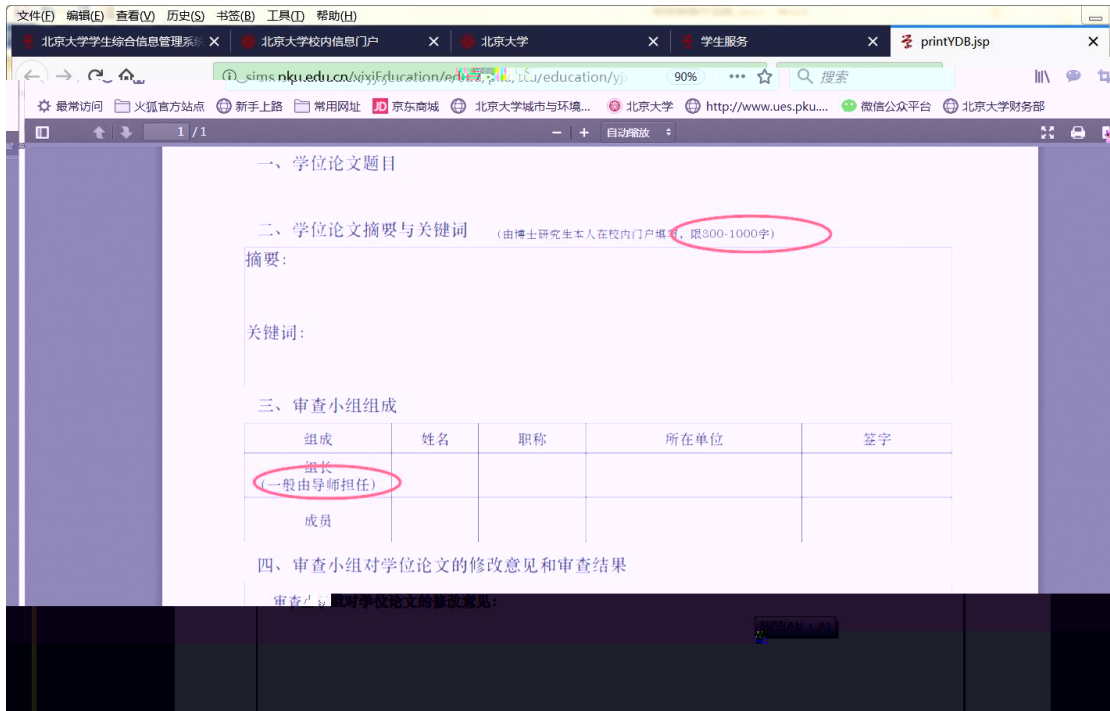 文件(F) 编辑(E) 查看(V) 历史(S) 书签(B) 工具(T) 帮助(H)
北京大学学生综合信息管理系统 北京大学校内信息门户 北京大学 学生服务 printYDB.jsp
90% 搜索
最常访问 火狐官方站点 新手上路 常用网址 JD 京东商城 北京大学城市与环境... 北京大学 http://www.ues.pku.... 微信公众平台 北京大学财务部
1 / 1 自动缩放
一、学位论文题目
二、学位论文摘要与关键词 (由博士研究生本人在校内门户填写，限800-1000字)
摘要:
关键词:
三、审查小组组成
组成 姓名 职称 所在单位 签字
组长
(一般由导师担任)
成员
四、审查小组对学位论文的修改意见和审查结果
审查小组对学位论文的修改意见: